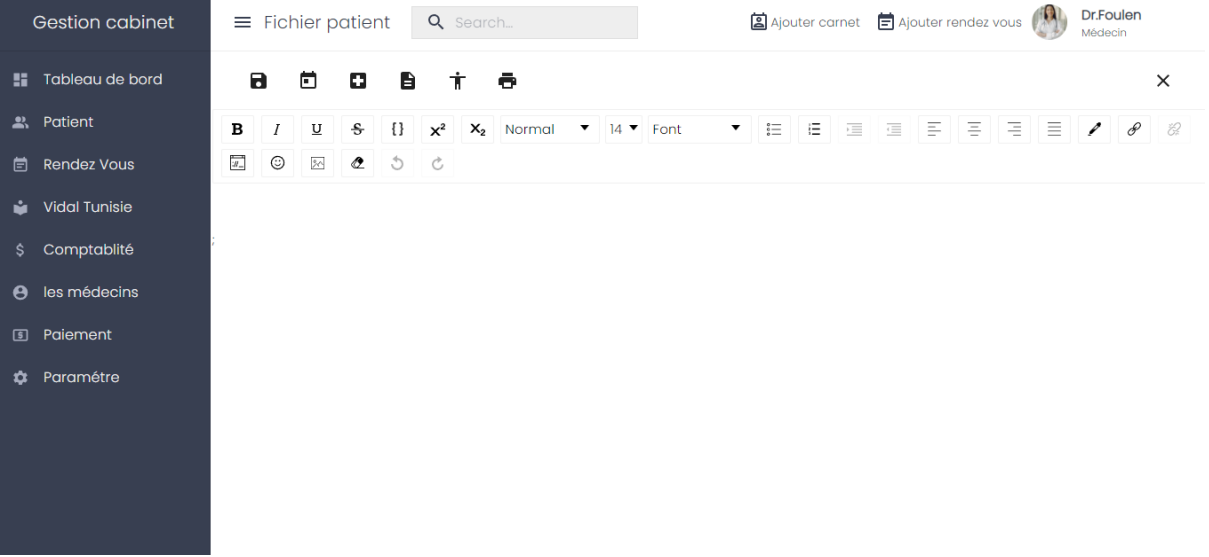 Gestion cabinet
Fichier patient
Search...
Ajouter carnet
Ajouter rendez vous
Dr.Foulen
Médecin
Tableau de bord
Patient
Rendez Vous
Vidal Tunisie
Comptablité
les médecins
Paiement
Paramétre
B I U S {} x² x₂ Normal 14 Font
;